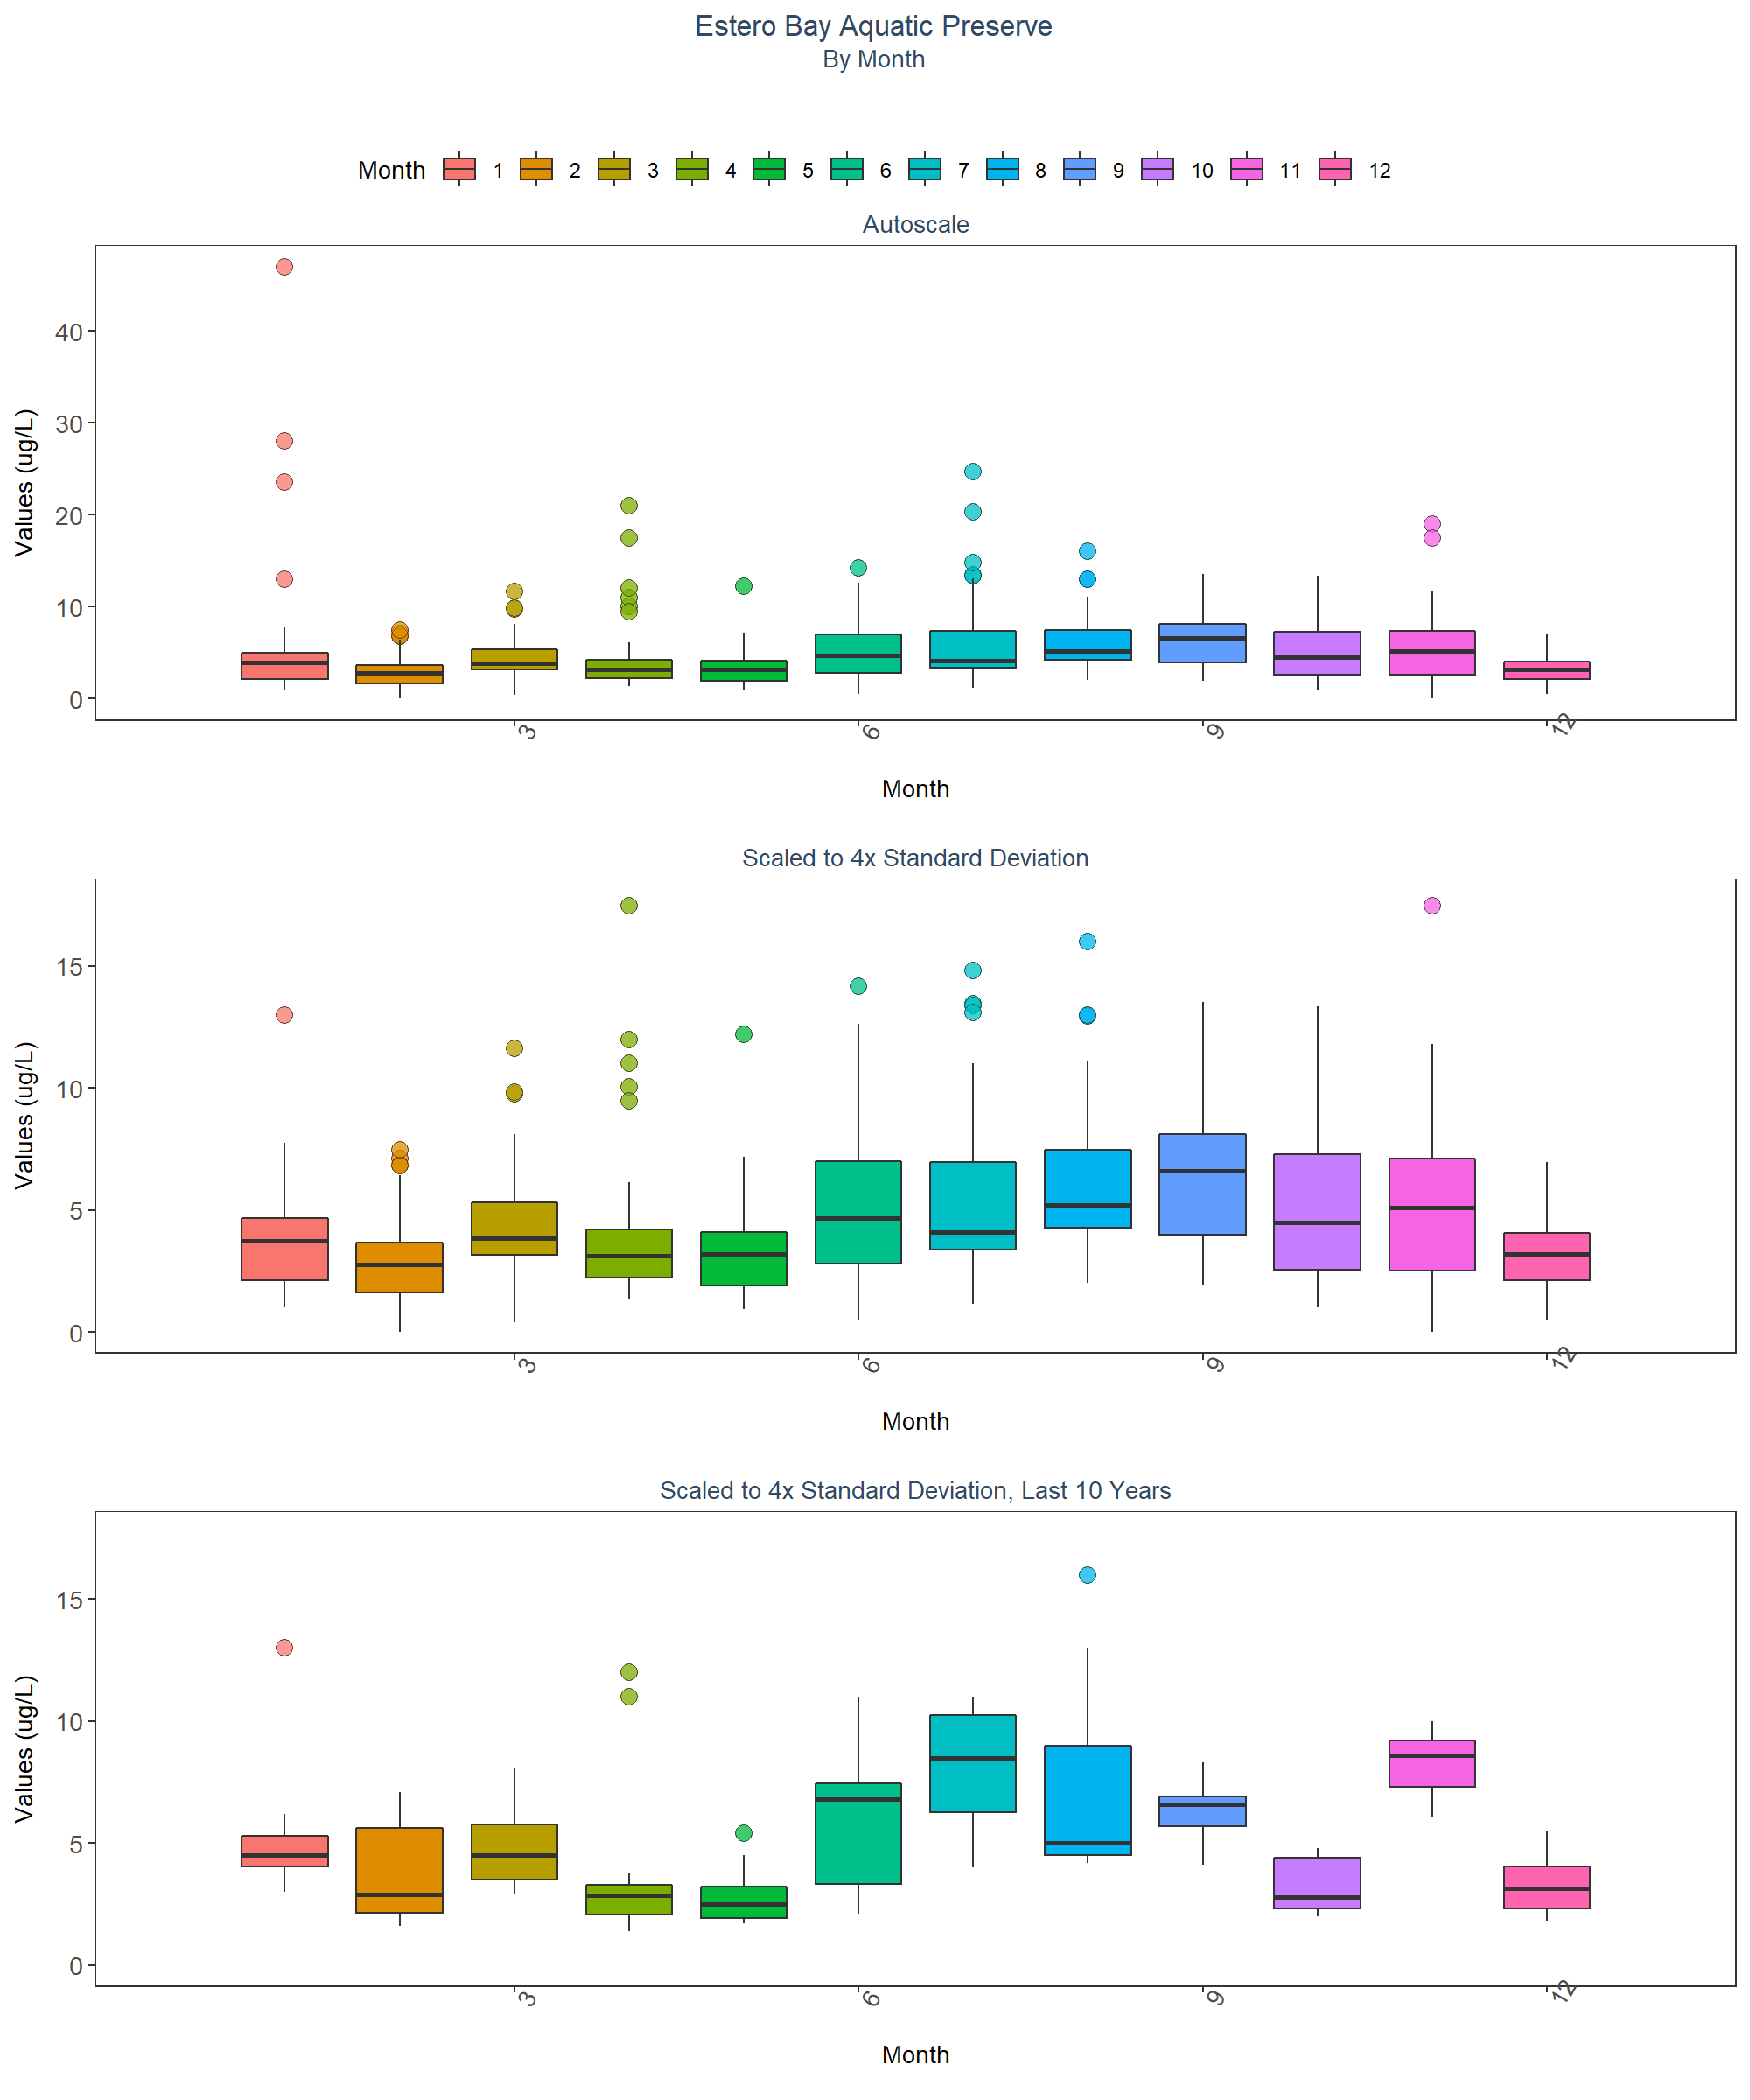 Estero Bay Aquatic Preserve
By Month
Month 1 2 3 4 5 6 7 8 9 10 11 12
Autoscale
Values (ug/L)
40
30
20
10
0
3 6 9 12
Month
Scaled to 4x Standard Deviation
Values (ug/L)
15
10
5
0
3 6 9 12
Month
Scaled to 4x Standard Deviation, Last 10 Years
Values (ug/L)
15
10
5
0
3 6 9 12
Month